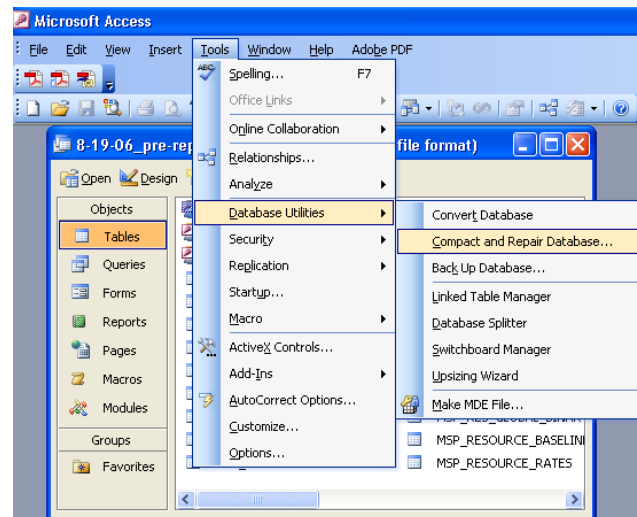 Microsoft Access
File Edit View Insert Tools Window Help Adobe PDF
ABC Spelling... F7
Office Links
Online Collaboration
8-19-06_pre-rep file format)
Relationships...
Open Design
Analyze
Objects
Database Utilities
Convert Database
Tables
Security
Compact and Repair Database...
Queries
Replication
Back Up Database...
Forms
Startup...
Linked Table Manager
Reports
Macro
Database Splitter
Pages
ActiveX Controls...
Switchboard Manager
Macros
Add-Ins
Upsizing Wizard
Modules
AutoCorrect Options...
Make MDE File...
Groups
Customize...
MSP_RESOURCE_BASELIN
Favorites
Options...
MSP_RESOURCE_RATES